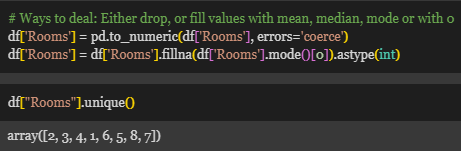 # Ways to deal: Either drop, or fill values with mean, median, mode or with 0
df['Rooms'] = pd.to_numeric(df['Rooms'], errors='coerce')
df['Rooms'] = df['Rooms'].fillna(df['Rooms'].mode()[0]).astype(int)
df["Rooms"].unique()
array([2, 3, 4, 1, 6, 5, 8, 7])